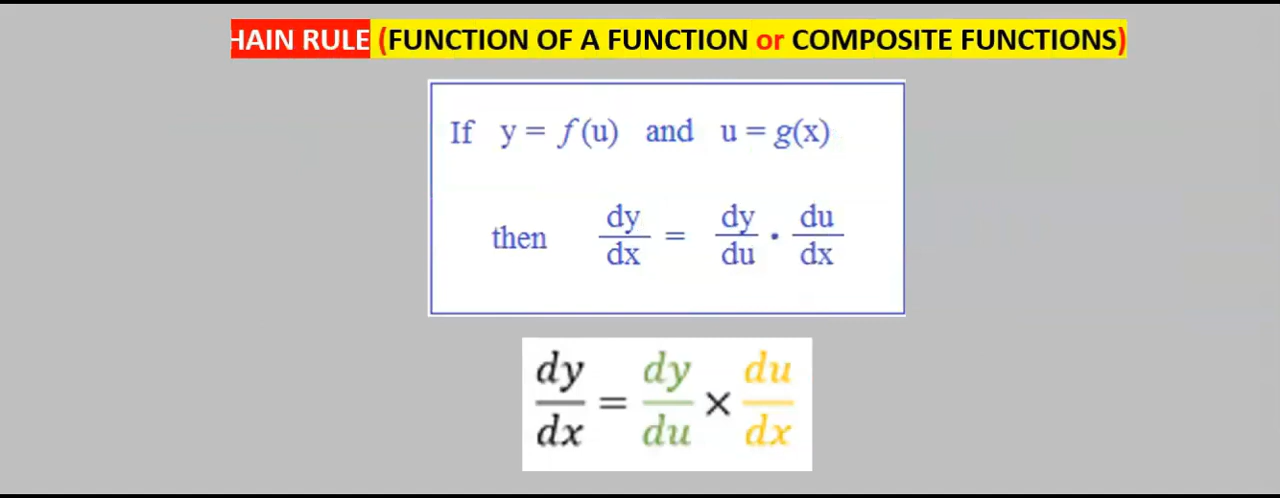 HAIN RULE (FUNCTION OF A FUNCTION or COMPOSITE FUNCTIONS)
If y = f(u) and u = g(x)
then dy/dx = dy/du · du/dx
dy/dx = dy/du × du/dx